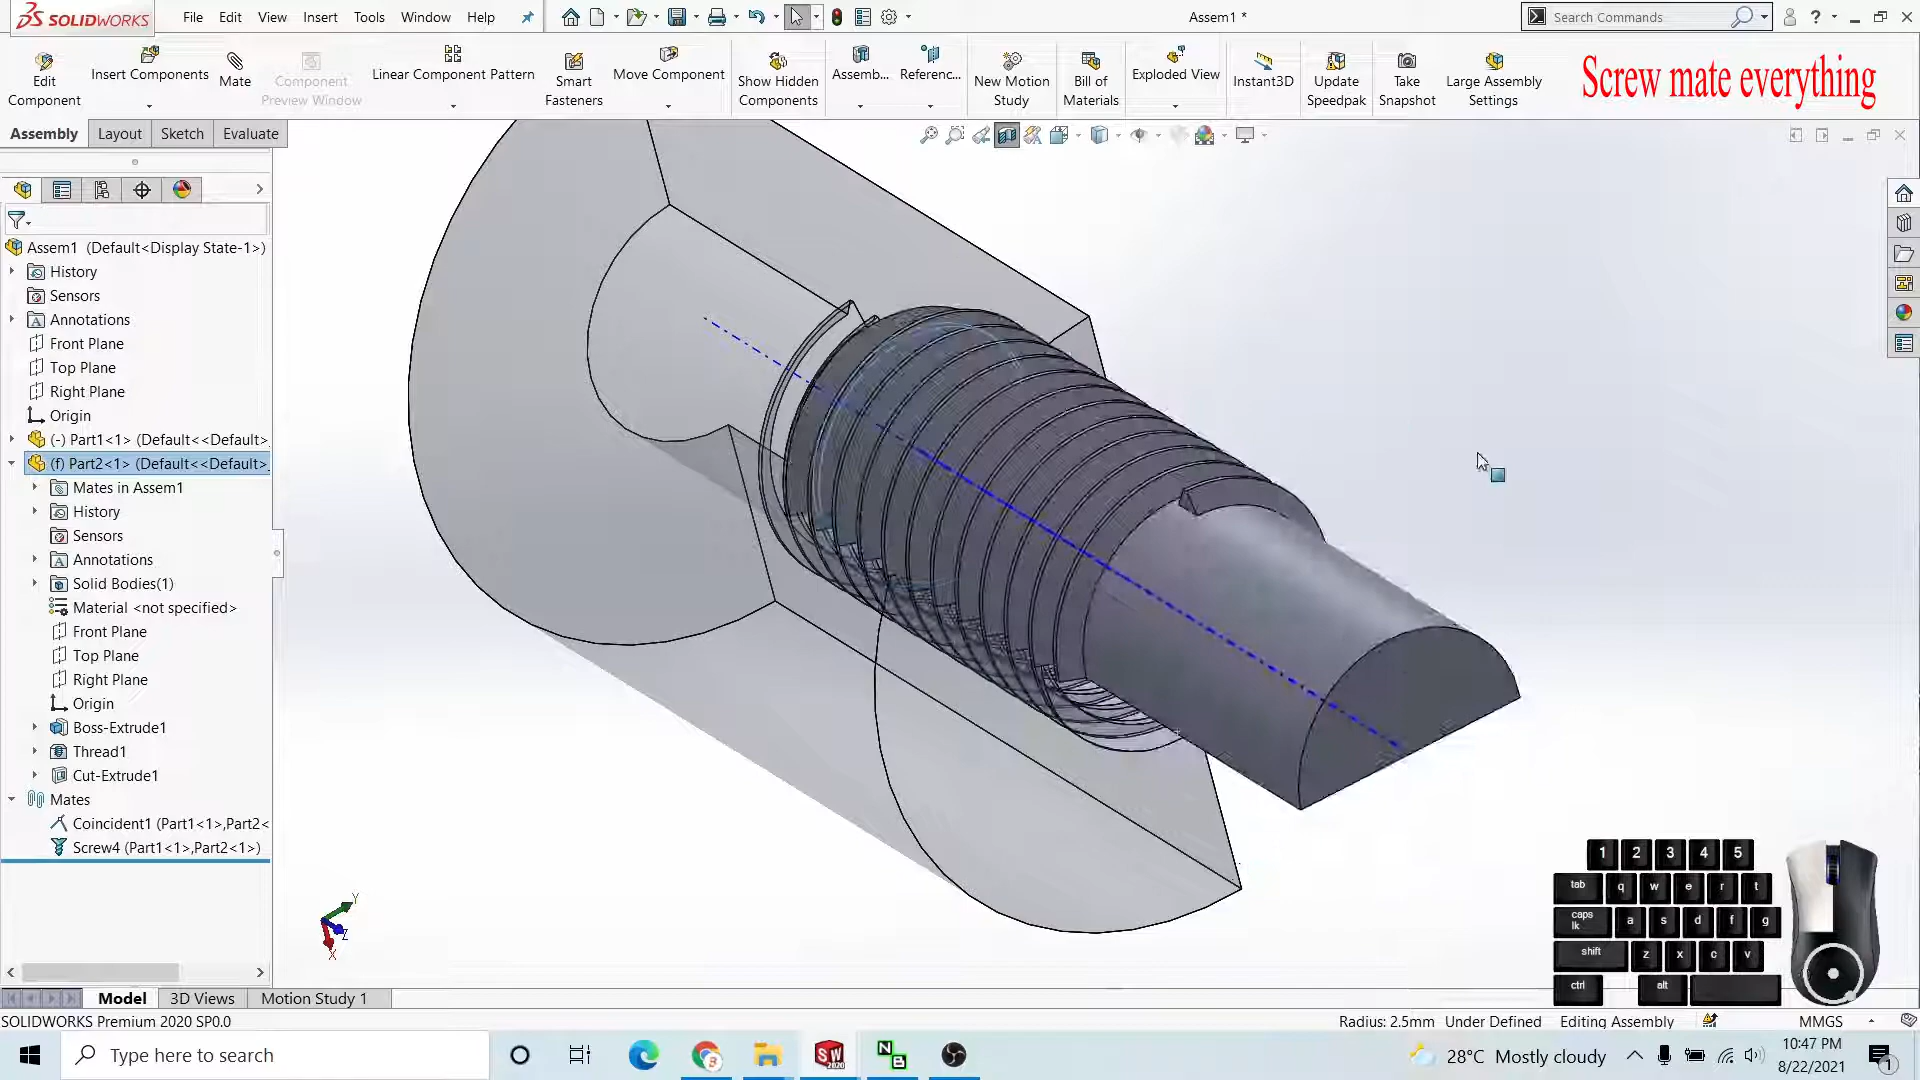 SOLIDWORKS File Edit View Insert Tools Window Help Assem1 * Search Commands ?
Edit Component
Insert Components
Mate
Component Preview Window
Linear Component Pattern
Smart Fasteners
Move Component
Show Hidden Components
Assemb...
Referenc...
New Motion Study
Bill of Materials
Exploded View
Instant3D
Update Speedpak
Take Snapshot
Large Assembly Settings
Screw mate everything
Assembly Layout Sketch Evaluate
Assem1 (Default<Display State-1>)
History
Sensors
Annotations
Front Plane
Top Plane
Right Plane
Origin
(-) Part1<1> (Default<<Default>
(f) Part2<1> (Default<<Default>
Mates in Assem1
History
Sensors
Annotations
Solid Bodies(1)
Material <not specified>
Front Plane
Top Plane
Right Plane
Origin
Boss-Extrude1
Thread1
Cut-Extrude1
Mates
Coincident1 (Part1<1>,Part2<
Screw4 (Part1<1>,Part2<1>)
Y
Z
X
1 2 3 4 5
tab q w e r t
caps lk a s d f g
shift z x c v
ctrl alt
Model 3D Views Motion Study 1
SOLIDWORKS Premium 2020 SP0.0 Radius: 2.5mm Under Defined Editing Assembly MMGS
Type here to search 28°C Mostly cloudy 10:47 PM
8/22/2021 1